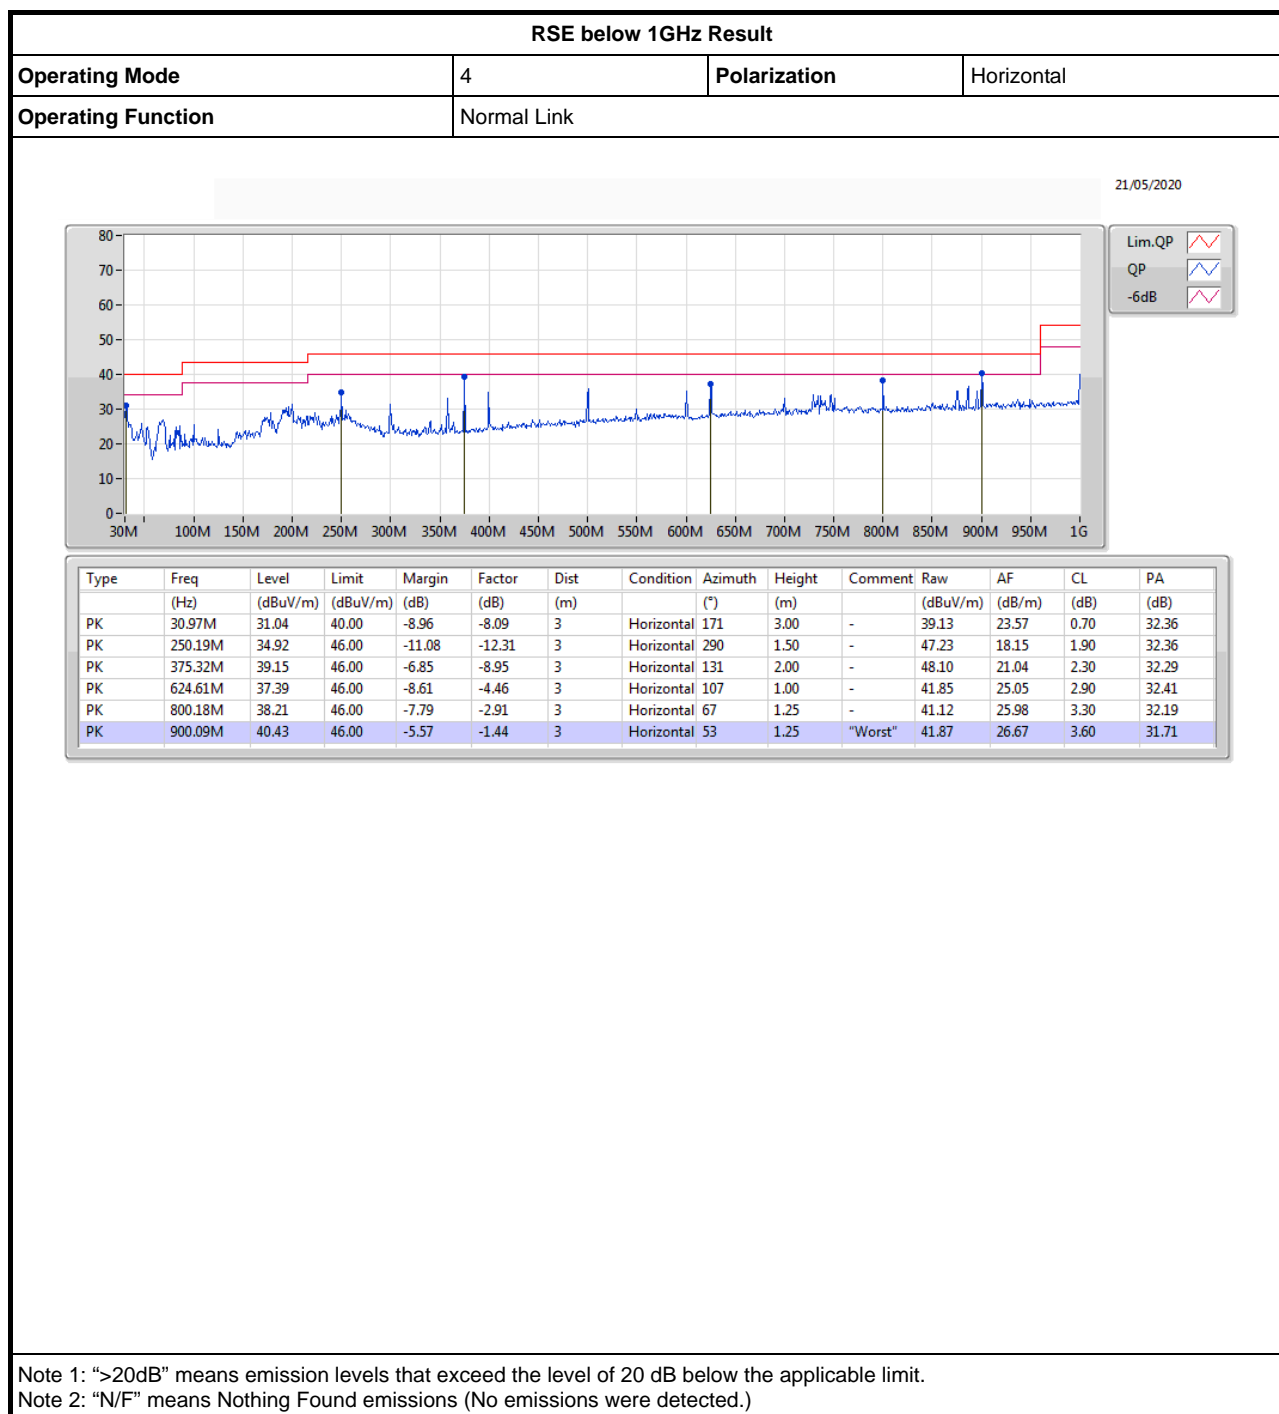 RSE below 1GHz Result
Operating Mode 4 Polarization Horizontal
Operating Function Normal Link
21/05/2020
80
70
60
50
40
30
20
10
0
30M 100M 150M 200M 250M 300M 350M 400M 450M 500M 550M 600M 650M 700M 750M 800M 850M 900M 950M 1G
Lim.QP
QP
-6dB
Type Freq Level Limit Margin Factor Dist Condition Azimuth Height Comment Raw AF CL PA
(Hz) (dBuV/m) (dBuV/m) (dB) (dB) (m) (°) (m) (dBuV/m) (dB/m) (dB) (dB)
PK 30.97M 31.04 40.00 -8.96 -8.09 3 Horizontal 171 3.00 - 39.13 23.57 0.70 32.36
PK 250.19M 34.92 46.00 -11.08 -12.31 3 Horizontal 290 1.50 - 47.23 18.15 1.90 32.36
PK 375.32M 39.15 46.00 -6.85 -8.95 3 Horizontal 131 2.00 - 48.10 21.04 2.30 32.29
PK 624.61M 37.39 46.00 -8.61 -4.46 3 Horizontal 107 1.00 - 41.85 25.05 2.90 32.41
PK 800.18M 38.21 46.00 -7.79 -2.91 3 Horizontal 67 1.25 - 41.12 25.98 3.30 32.19
PK 900.09M 40.43 46.00 -5.57 -1.44 3 Horizontal 53 1.25 "Worst" 41.87 26.67 3.60 31.71
Note 1: “>20dB” means emission levels that exceed the level of 20 dB below the applicable limit.
Note 2: “N/F” means Nothing Found emissions (No emissions were detected.)